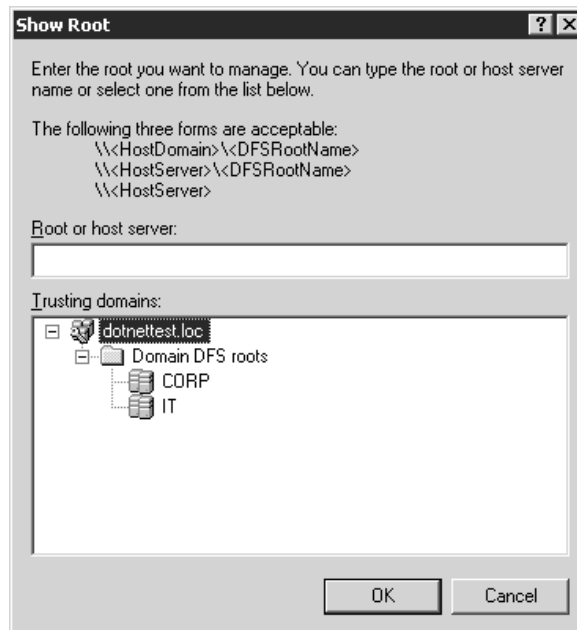 Show Root
Enter the root you want to manage. You can type the root or host server
name or select one from the list below.
The following three forms are acceptable:
\\<HostDomain>\<DFSRootName>
\\<HostServer>\<DFSRootName>
\\<HostServer>
Root or host server:
Trusting domains:
dotnettest.loc
Domain DFS roots
CORP
IT
OK Cancel